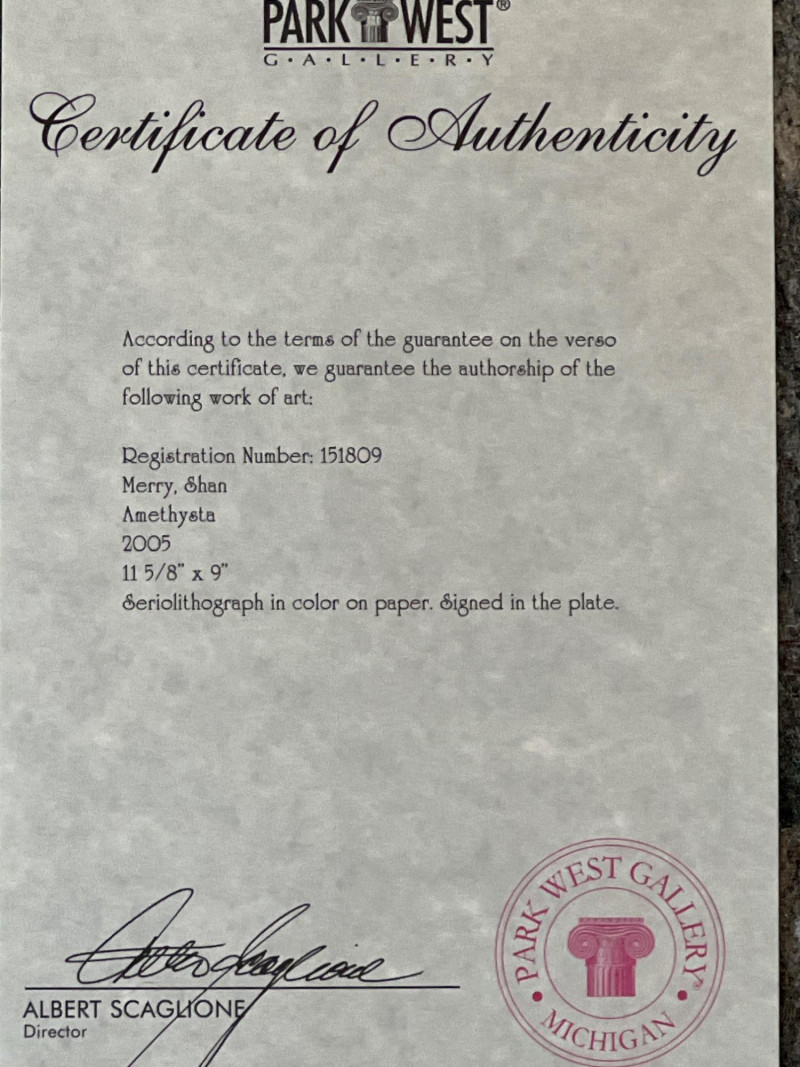 PARK WEST®
G·A·L·L·E·R·Y
Certificate of Authenticity
According to the terms of the guarantee on the verso
of this certificate, we guarantee the authorship of the
following work of art:
Registration Number: 151809
Merry, Shan
Amethysta
2005
11 5/8" x 9"
Seriolithograph in color on paper. Signed in the plate.
Albert Scaglione
ALBERT SCAGLIONE
Director
PARK WEST GALLERY®
• MICHIGAN •